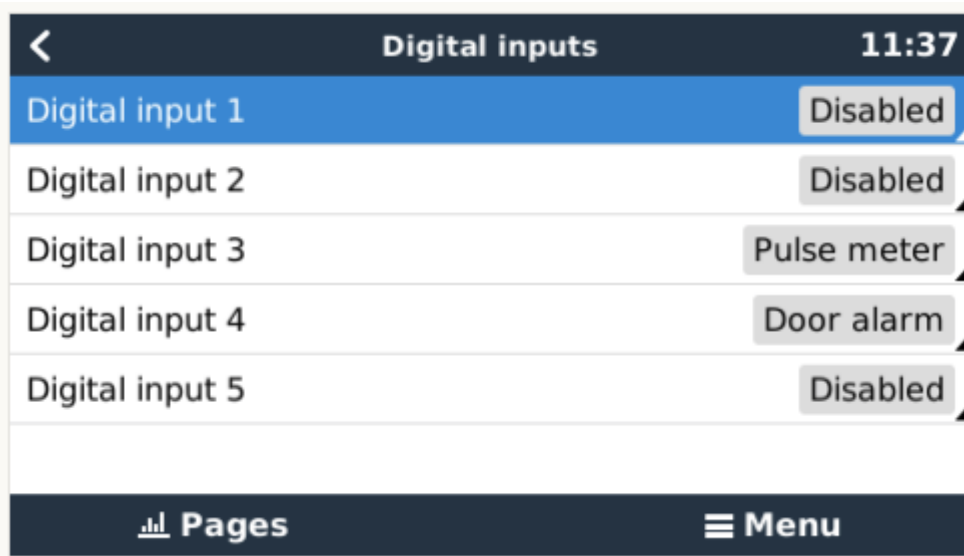 Digital inputs 11:37
Digital input 1 Disabled
Digital input 2 Disabled
Digital input 3 Pulse meter
Digital input 4 Door alarm
Digital input 5 Disabled
Pages Menu